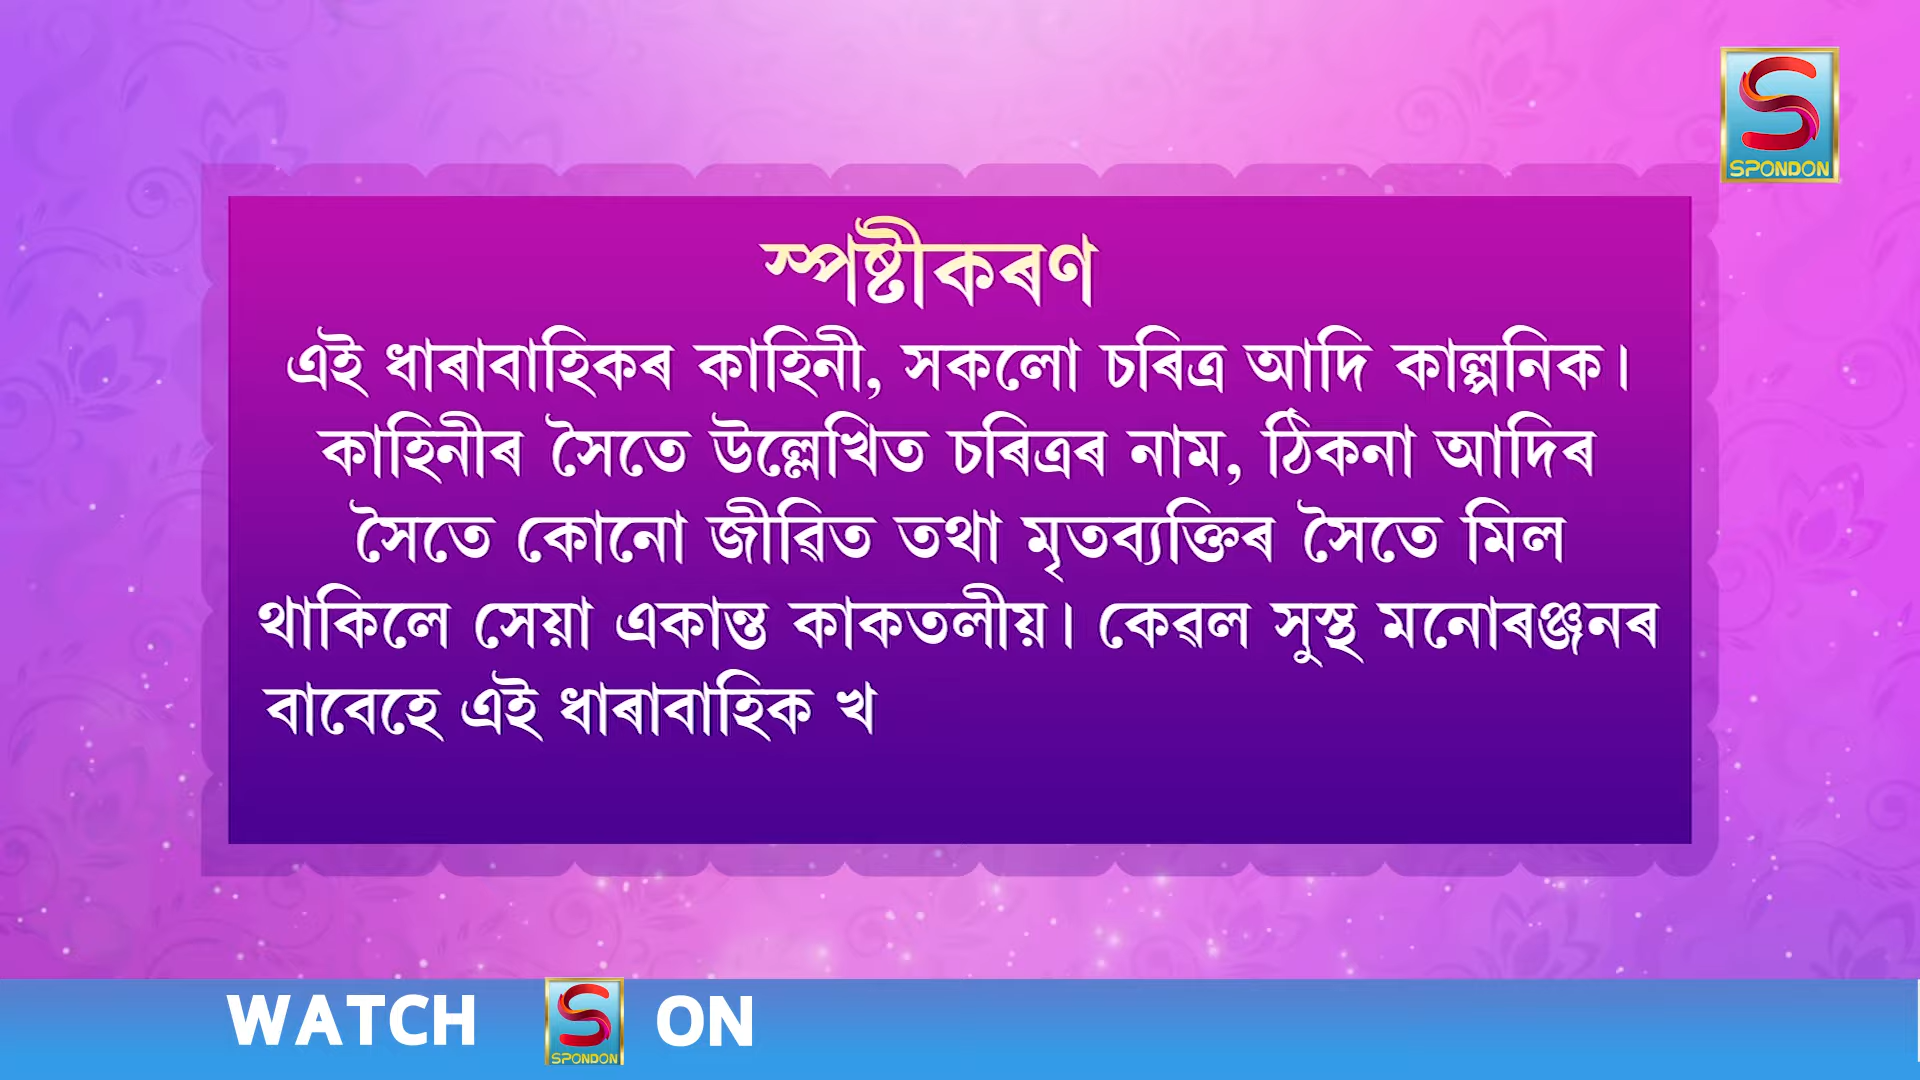 SPONDON
স্পষ্টীকৰণ
এই ধাৰাবাহিকৰ কাহিনী, সকলো চৰিত্ৰ আদি কাল্পনিক।
কাহিনীৰ সৈতে উল্লেখিত চৰিত্ৰৰ নাম, ঠিকনা আদিৰ
সৈতে কোনো জীৱিত তথা মৃতব্যক্তিৰ সৈতে মিল
থাকিলে সেয়া একান্ত কাকতলীয়। কেৱল সুস্থ মনোৰঞ্জনৰ
বাবেহে এই ধাৰাবাহিক খ
WATCH SPONDON ON